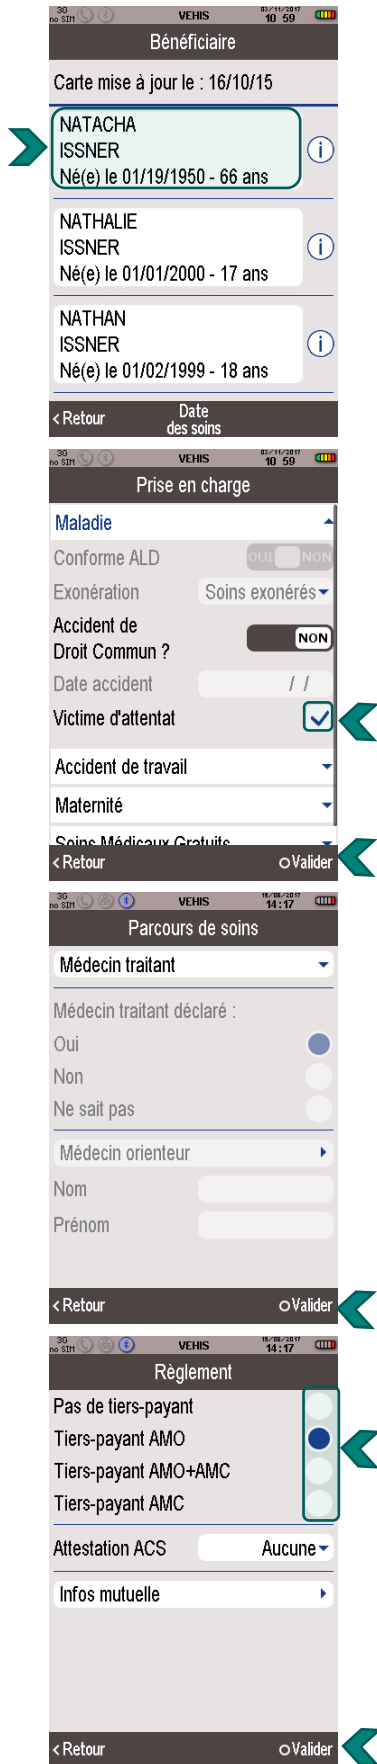 3G
no SIM
VEHIS
03/11/2017
10 59
Bénéficiaire
Carte mise à jour le : 16/10/15
NATACHA
ISSNER
Né(e) le 01/19/1950 - 66 ans
NATHALIE
ISSNER
Né(e) le 01/01/2000 - 17 ans
NATHAN
ISSNER
Né(e) le 01/02/1999 - 18 ans
< Retour
Date
des soins
3G
no SIM
VEHIS
03/11/2017
10 59
Prise en charge
Maladie
Conforme ALD
OUI NON
Exonération
Soins exonérés
Accident de
Droit Commun ?
NON
Date accident
/ /
Victime d'attentat
Accident de travail
Maternité
Soins Médicaux Gratuits
< Retour
Valider
3G
no SIM
VEHIS
15/06/2017
14:17
Parcours de soins
Médecin traitant
Médecin traitant déclaré :
Oui
Non
Ne sait pas
Médecin orienteur
Nom
Prénom
< Retour
Valider
3G
no SIM
VEHIS
15/06/2017
14:17
Règlement
Pas de tiers-payant
Tiers-payant AMO
Tiers-payant AMO+AMC
Tiers-payant AMC
Attestation ACS
Aucune
Infos mutuelle
< Retour
Valider